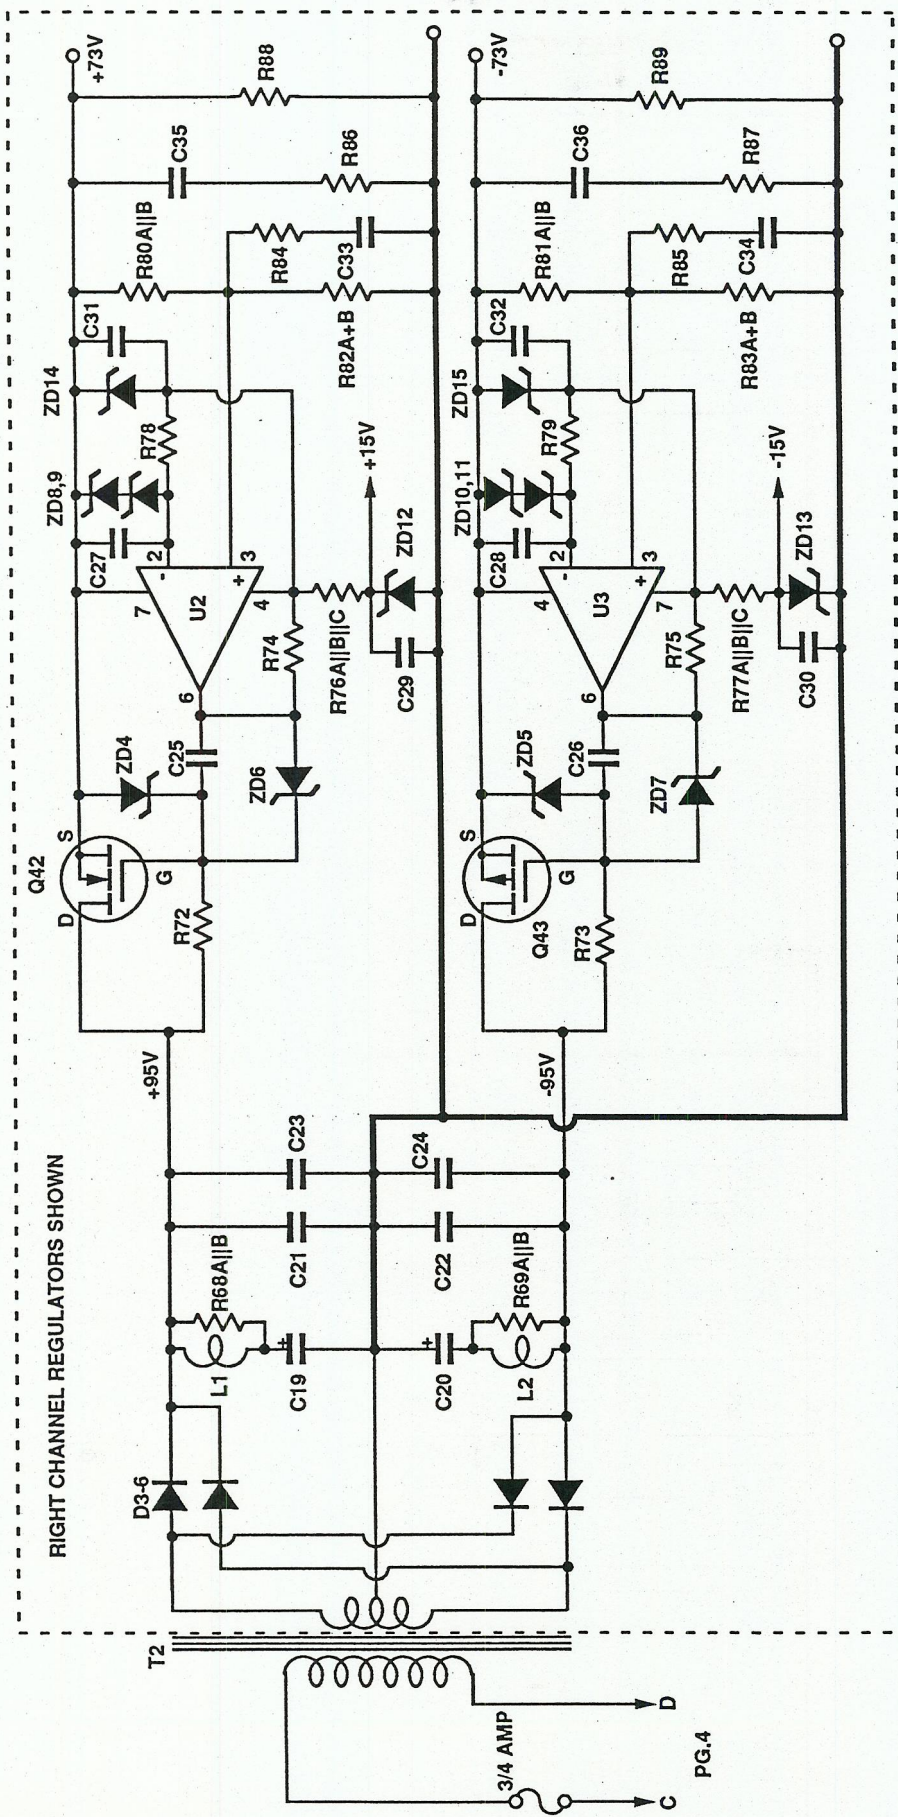 RIGHT CHANNEL REGULATORS SHOWN
T2
3/4 AMP
C
D
PG.4
D3-6
L1
R68A||B
C19
C20
L2
R69A||B
C21
C22
C23
C24
+95V
-95V
Q42
D
S
G
R72
ZD4
C25
ZD6
6
U2
7
4
2
3
-
+
R74
C27
ZD8,9
R78
ZD14
C31
R76A||B||C
C29
ZD12
+15V
R80A||B
R82A+B
R84
C33
C35
R86
R88
+73V
Q43
D
S
G
R73
ZD5
C26
ZD7
6
U3
4
7
2
3
-
+
R75
C28
ZD10,11
R79
ZD15
C32
R77A||B||C
C30
ZD13
-15V
R81A||B
R83A+B
R85
C34
C36
R87
R89
-73V
+
+